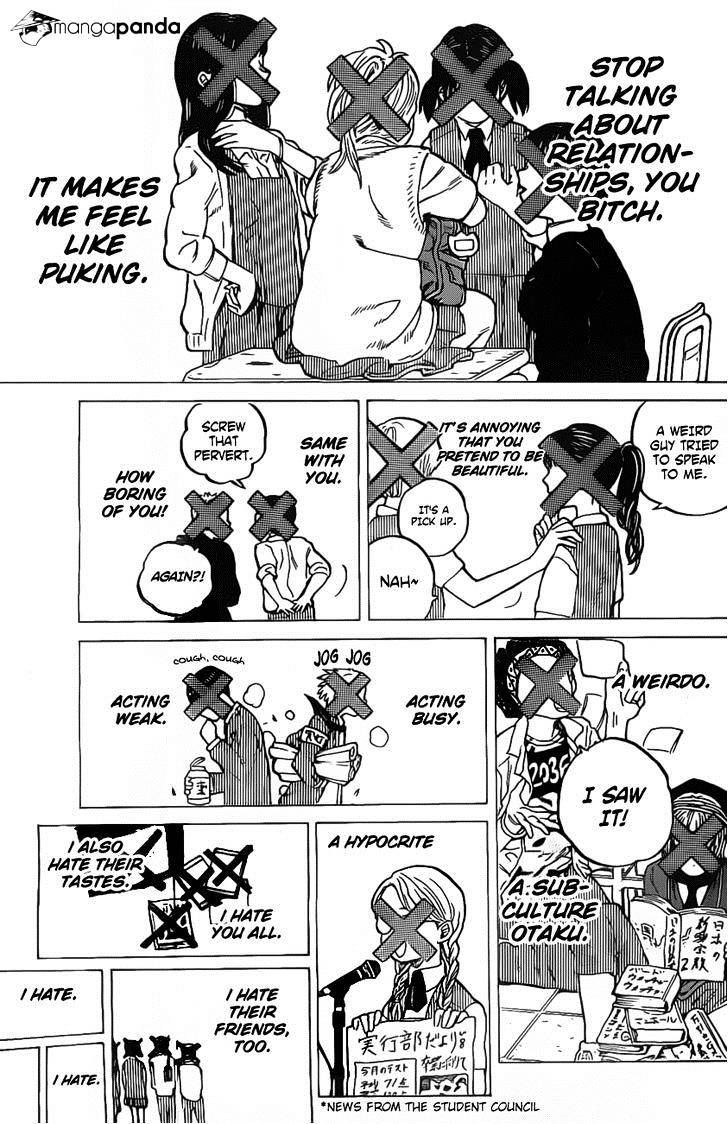 mangapanda
STOP
TALKING
ABOUT
RELATION-
SHIPS, YOU
BITCH.
IT MAKES
ME FEEL
LIKE
PUKING.
A WEIRD
GUY TRIED
TO SPEAK
TO ME.
IT'S ANNOYING
THAT YOU
PRETEND TO BE
BEAUTIFUL.
IT'S A
PICK UP.
NAH~
SAME
WITH
YOU.
SCREW
THAT
PERVERT.
HOW
BORING
OF YOU!
AGAIN?!
A WEIRDO.
2036
I SAW
IT!
A SUB-
CULTURE
OTAKU.
日本の
JOG JOG
ACTING
BUSY.
COUGH, COUGH
ACTING
WEAK.
A HYPOCRITE
実行部だより
今月のテスト
*NEWS FROM THE STUDENT COUNCIL
I ALSO
HATE THEIR
TASTES.
I HATE
YOU ALL.
I HATE
THEIR
FRIENDS,
TOO.
I HATE.
I HATE.